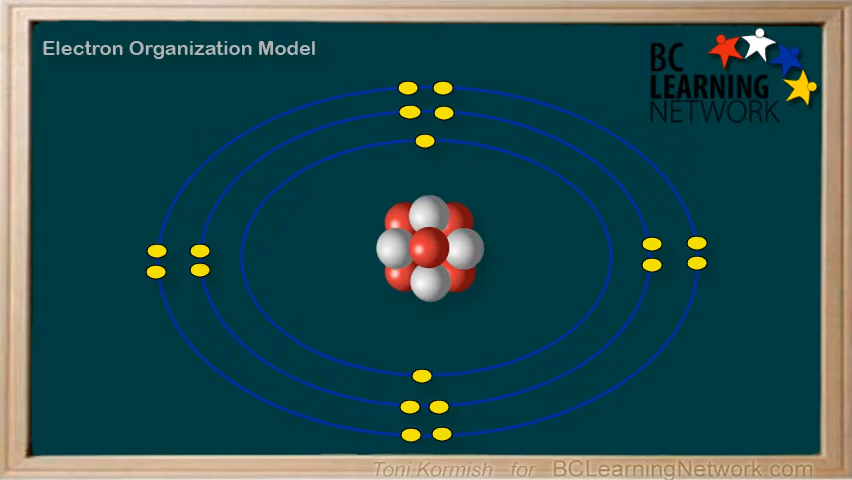 Electron Organization Model
BC
LEARNING
NETWORK
Toni Kormish for BCLearningNetwork.com